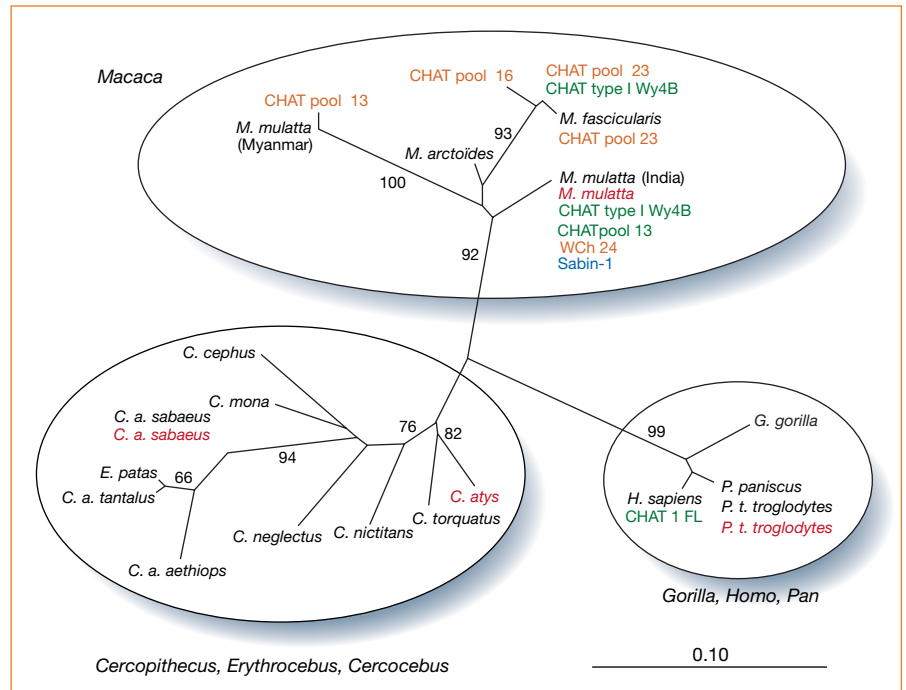 Macaca
CHAT pool 13
M. mulatta
(Myanmar)
100
CHAT pool 16
CHAT pool 23
CHAT type I Wy4B
M. fascicularis
CHAT pool 23
93
M. arctoïdes
M. mulatta (India)
M. mulatta
CHAT type I Wy4B
CHATpool 13
WCh 24
Sabin-1
92
C. cephus
C. mona
C. a. sabaeus
C. a. sabaeus
E. patas
C. a. tantalus
66
94
76
82
C. atys
C. torquatus
C. nictitans
C. neglectus
C. a. aethiops
Cercopithecus, Erythrocebus, Cercocebus
99
G. gorilla
H. sapiens
CHAT 1 FL
P. paniscus
P. t. troglodytes
P. t. troglodytes
Gorilla, Homo, Pan
0.10